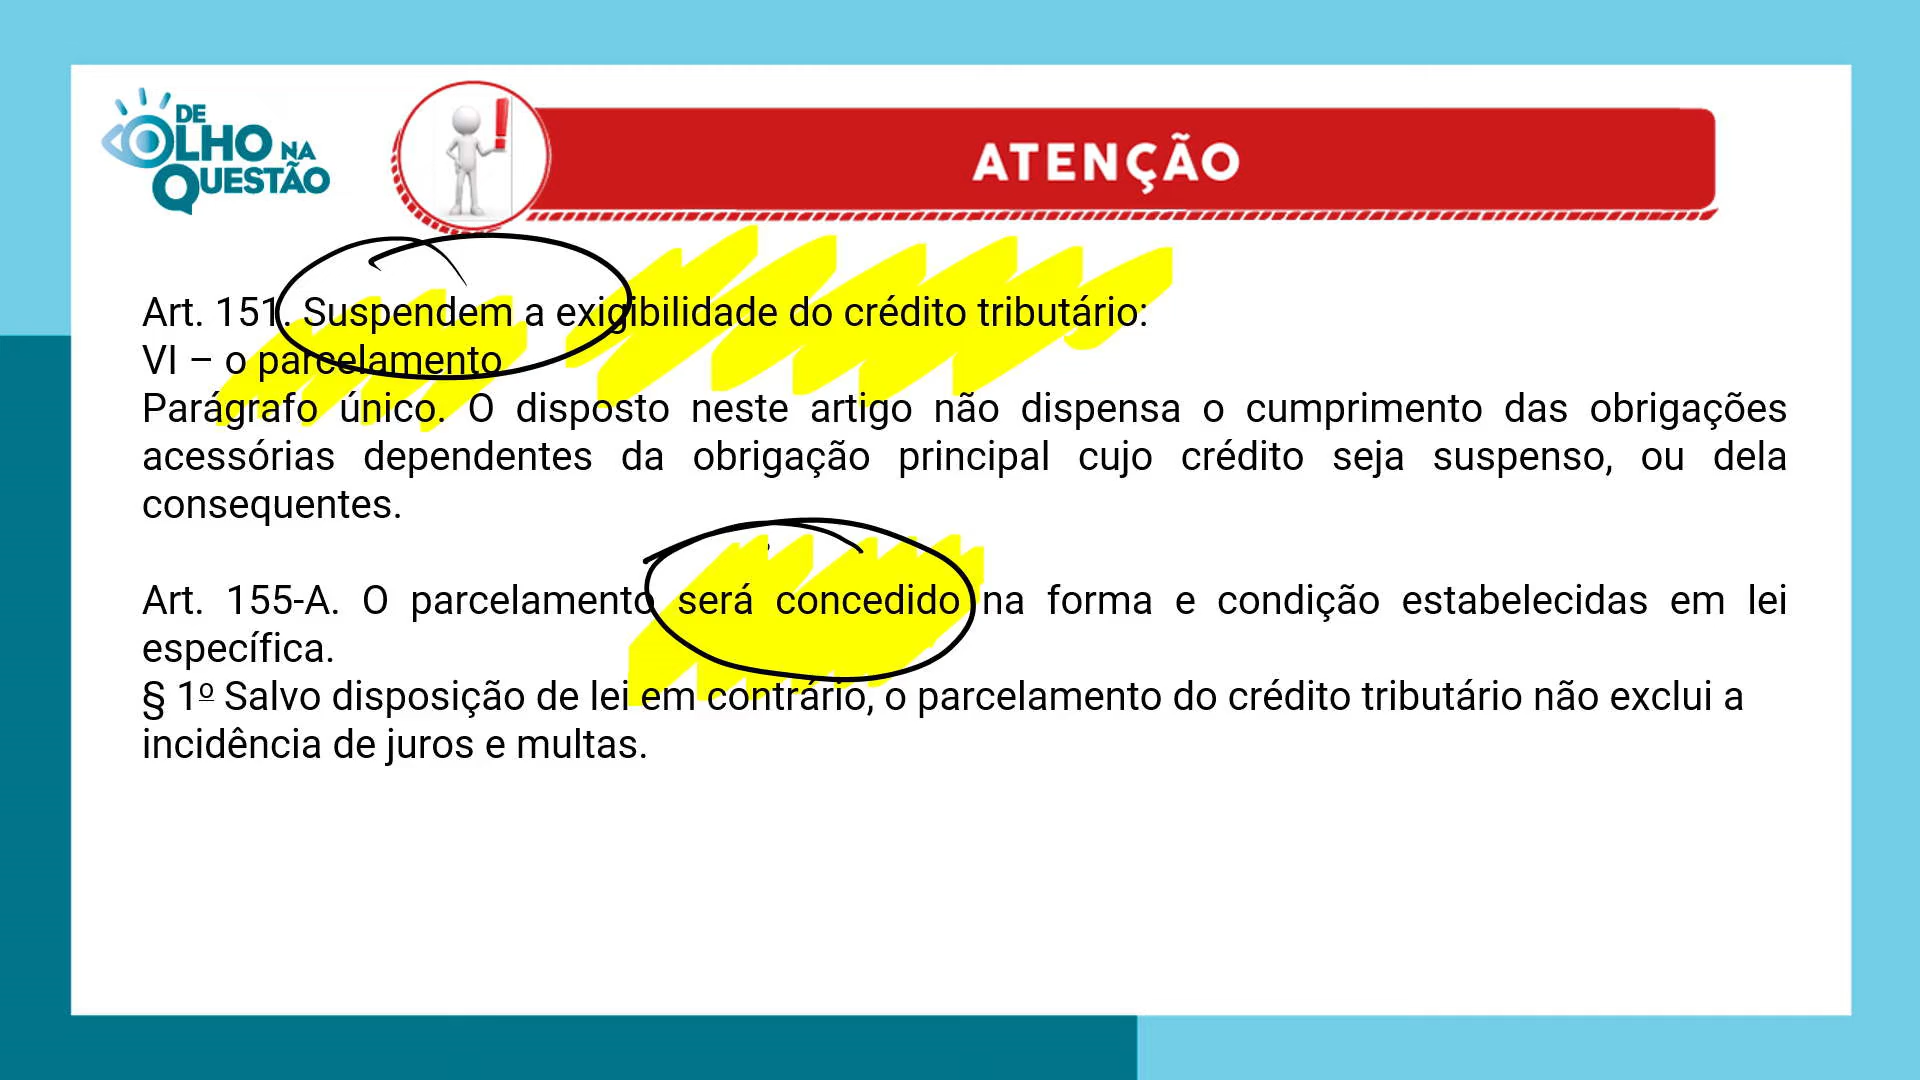 DE
OLHO NA
QUESTÃO
ATENÇÃO
Art. 151. Suspendem a exigibilidade do crédito tributário:
VI – o parcelamento
Parágrafo único. O disposto neste artigo não dispensa o cumprimento das obrigações
acessórias dependentes da obrigação principal cujo crédito seja suspenso, ou dela
consequentes.
Art. 155-A. O parcelamento será concedido na forma e condição estabelecidas em lei
específica.
§ 1º Salvo disposição de lei em contrário, o parcelamento do crédito tributário não exclui a
incidência de juros e multas.